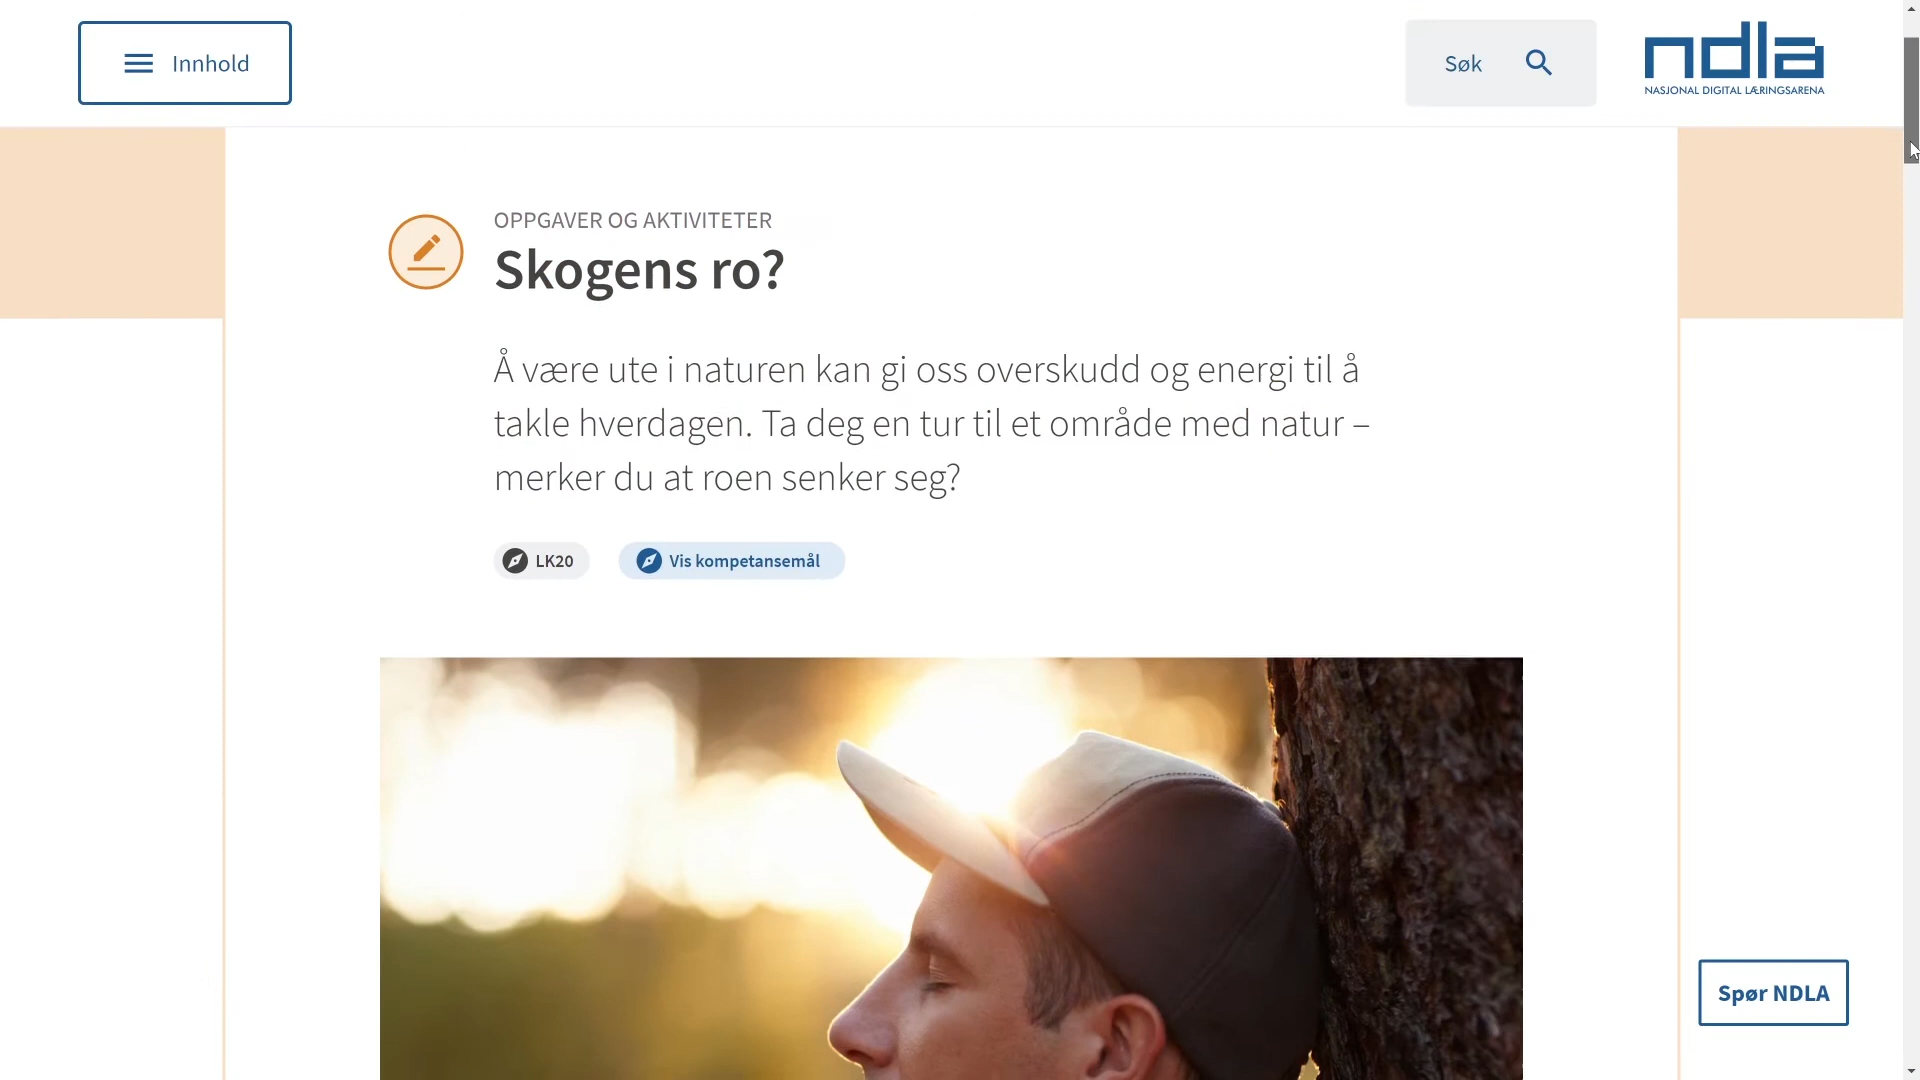 Innhold
Søk
ndla
NASJONAL DIGITAL LÆRINGSARENA
OPPGAVER OG AKTIVITETER
Skogens ro?
Å være ute i naturen kan gi oss overskudd og energi til å
takle hverdagen. Ta deg en tur til et område med natur –
merker du at roen senker seg?
LK20
Vis kompetansemål
Spør NDLA